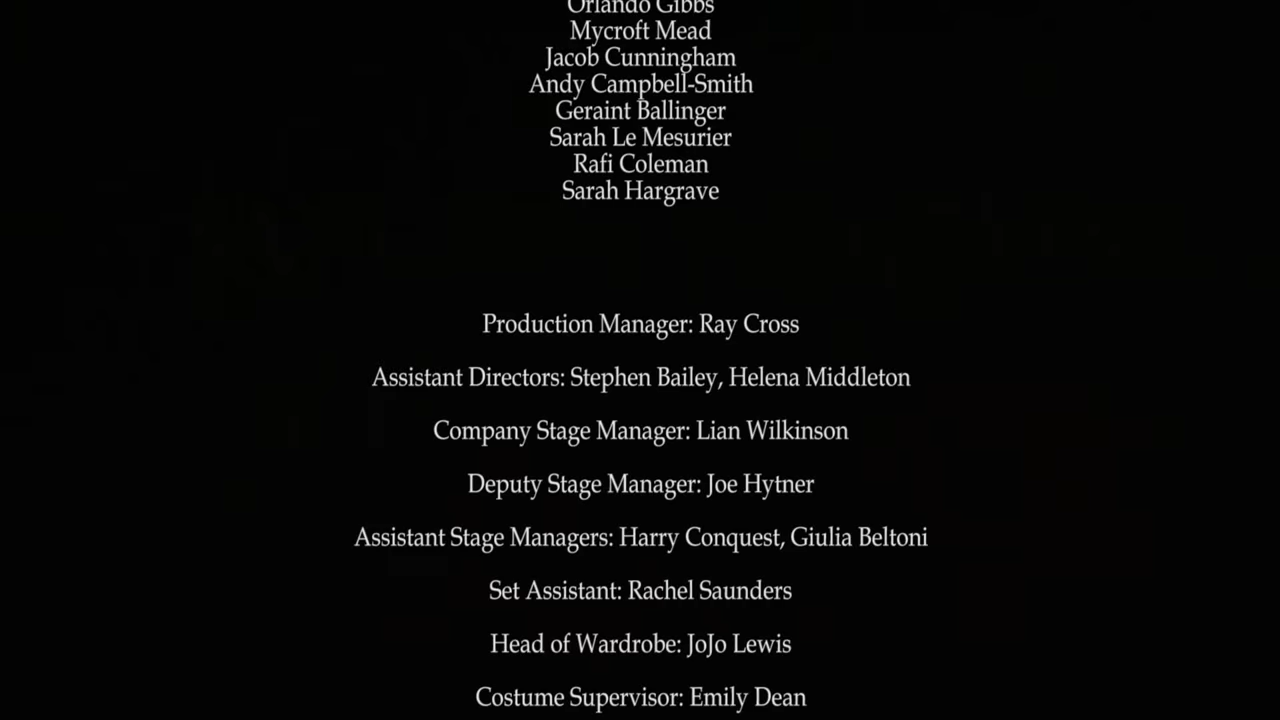 Orlando Gibbs
Mycroft Mead
Jacob Cunningham
Andy Campbell-Smith
Geraint Ballinger
Sarah Le Mesurier
Rafi Coleman
Sarah Hargrave
Production Manager: Ray Cross
Assistant Directors: Stephen Bailey, Helena Middleton
Company Stage Manager: Lian Wilkinson
Deputy Stage Manager: Joe Hytner
Assistant Stage Managers: Harry Conquest, Giulia Beltoni
Set Assistant: Rachel Saunders
Head of Wardrobe: JoJo Lewis
Costume Supervisor: Emily Dean